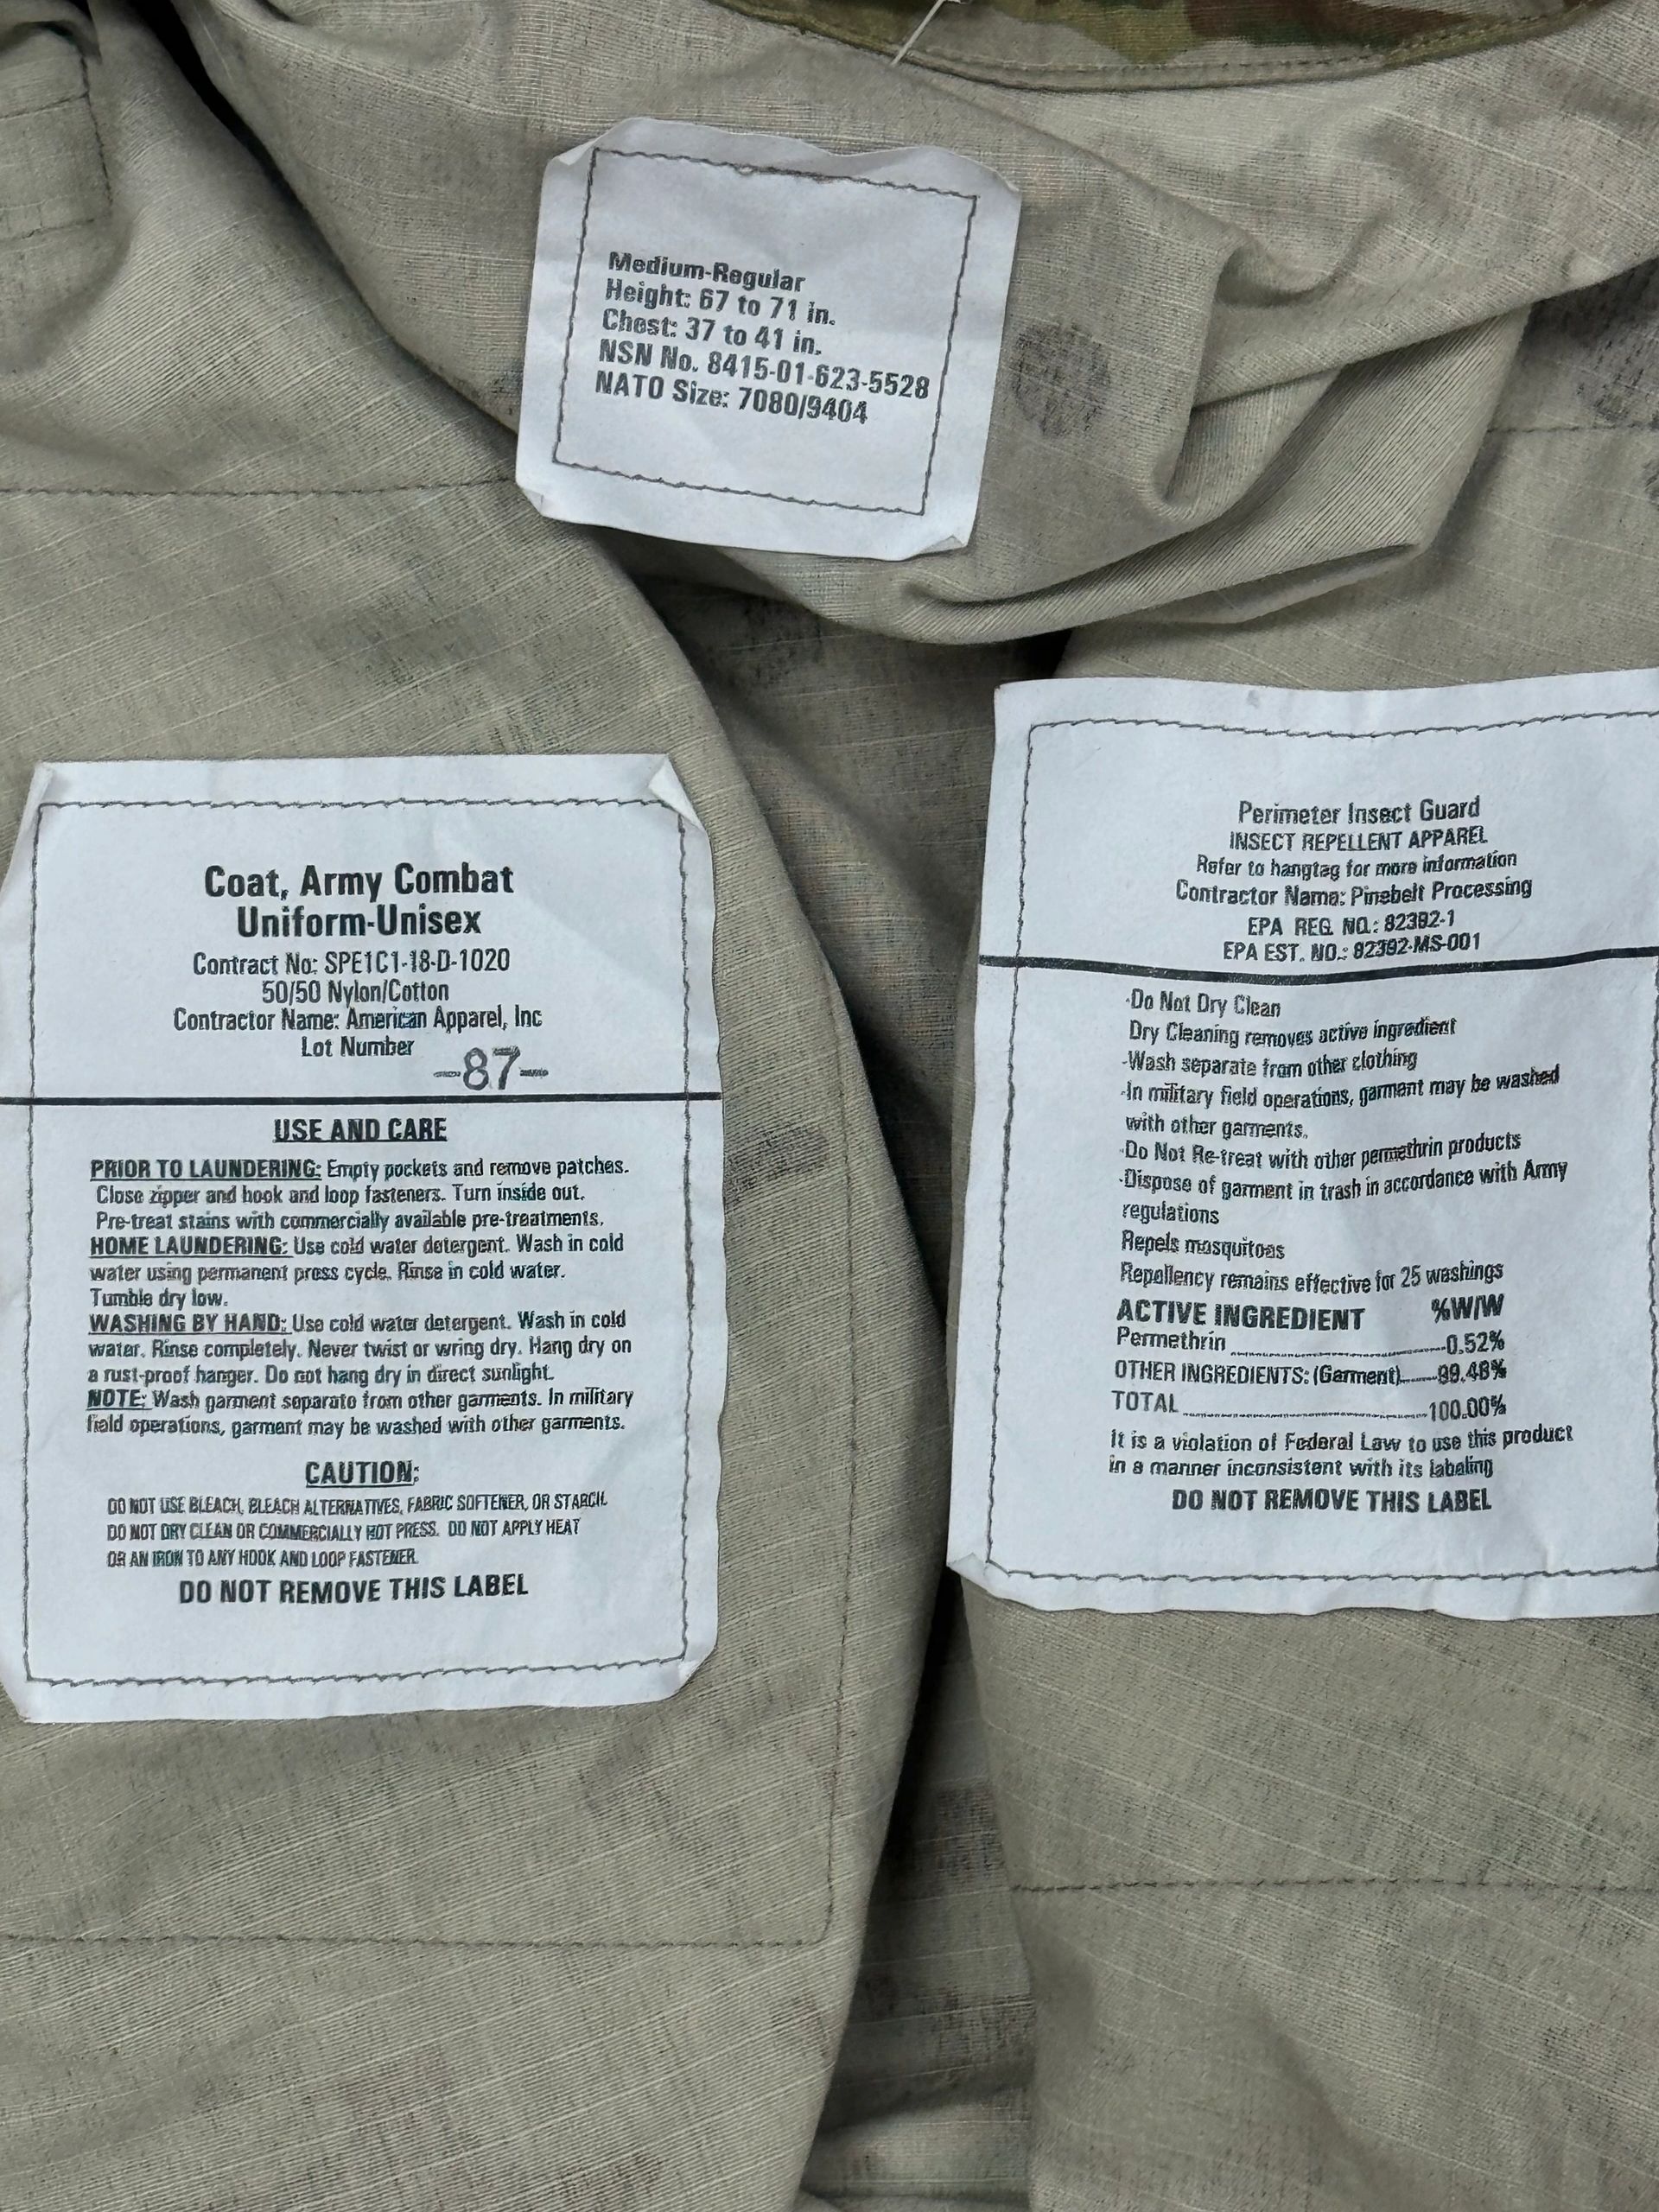 Medium-Regular
Height: 67 to 71 in.
Chest: 37 to 41 in.
NSN No. 8415-01-623-5528
NATO Size: 7080/9404
Coat, Army Combat
Uniform-Unisex
Contract No: SPE1C1-18-D-1020
50/50 Nylon/Cotton
Contractor Name: American Apparel, Inc
Lot Number
-87-
USE AND CARE
PRIOR TO LAUNDERING: Empty pockets and remove patches.
Close zipper and hook and loop fasteners. Turn inside out.
Pre-treat stains with commercially available pre-treatments.
HOME LAUNDERING: Use cold water detergent. Wash in cold
water using permanent press cycle. Rinse in cold water.
Tumble dry low.
WASHING BY HAND: Use cold water detergent. Wash in cold
water. Rinse completely. Never twist or wring dry. Hang dry on
a rust-proof hanger. Do not hang dry in direct sunlight.
NOTE: Wash garment separate from other garments. In military
field operations, garment may be washed with other garments.
CAUTION:
DO NOT USE BLEACH, BLEACH ALTERNATIVES, FABRIC SOFTENER, OR STARCH.
DO NOT DRY CLEAN OR COMMERCIALLY HOT PRESS. DO NOT APPLY HEAT
OR AN IRON TO ANY HOOK AND LOOP FASTENER.
DO NOT REMOVE THIS LABEL
Perimeter Insect Guard
INSECT REPELLENT APPAREL
Refer to hangtag for more information
Contractor Name: Pinebelt Processing
EPA REG. NO.: 82392-1
EPA EST. NO.: 82392-MS-001
·Do Not Dry Clean
Dry Cleaning removes active ingredient
-Wash separate from other clothing
·In military field operations, garment may be washed
with other garments.
·Do Not Re-treat with other permethrin products
·Dispose of garment in trash in accordance with Army
regulations
Repels mosquitoes
Repellency remains effective for 25 washings
ACTIVE INGREDIENT %W/W
Permethrin ........ 0.52%
OTHER INGREDIENTS: (Garment) ........ 99.48%
TOTAL ........ 100.00%
It is a violation of Federal Law to use this product
in a manner inconsistent with its labeling
DO NOT REMOVE THIS LABEL